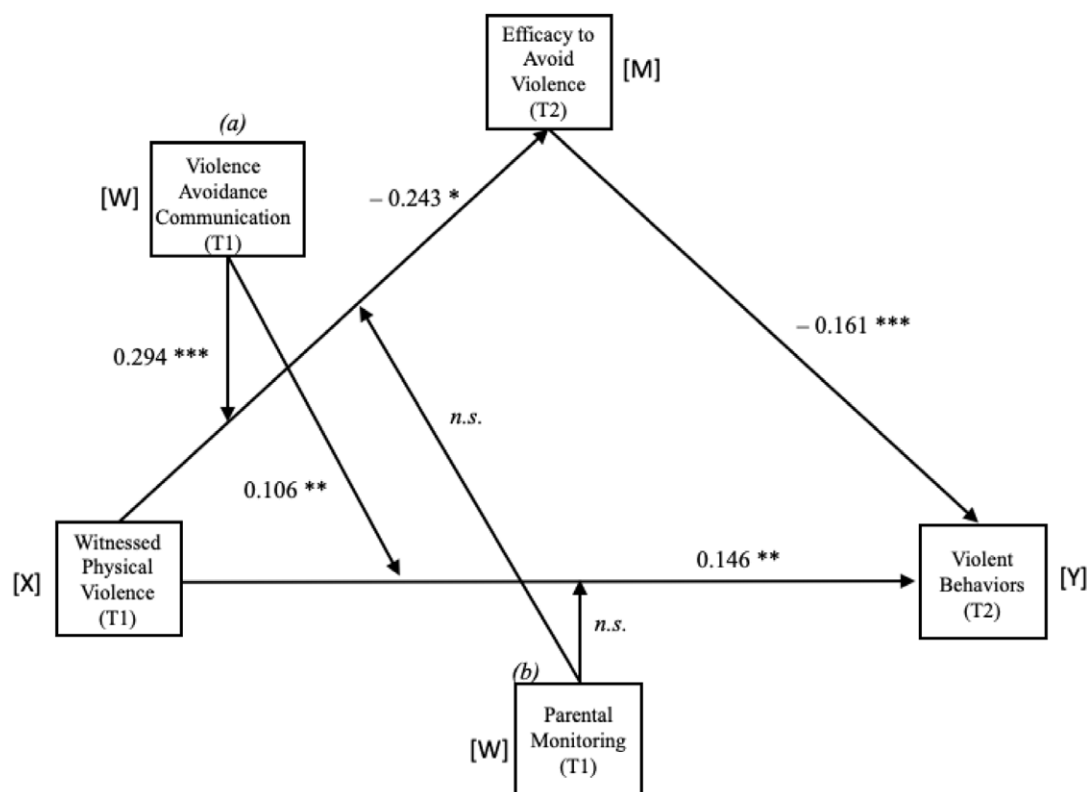 Efficacy to
Avoid
Violence
(T2)
[M]
(a)
Violence
Avoidance
Communication
(T1)
[W]
– 0.243 *
0.294 ***
– 0.161 ***
n.s.
0.106 **
Witnessed
Physical
Violence
(T1)
[X]
0.146 **
Violent
Behaviors
(T2)
[Y]
n.s.
(b)
Parental
Monitoring
(T1)
[W]